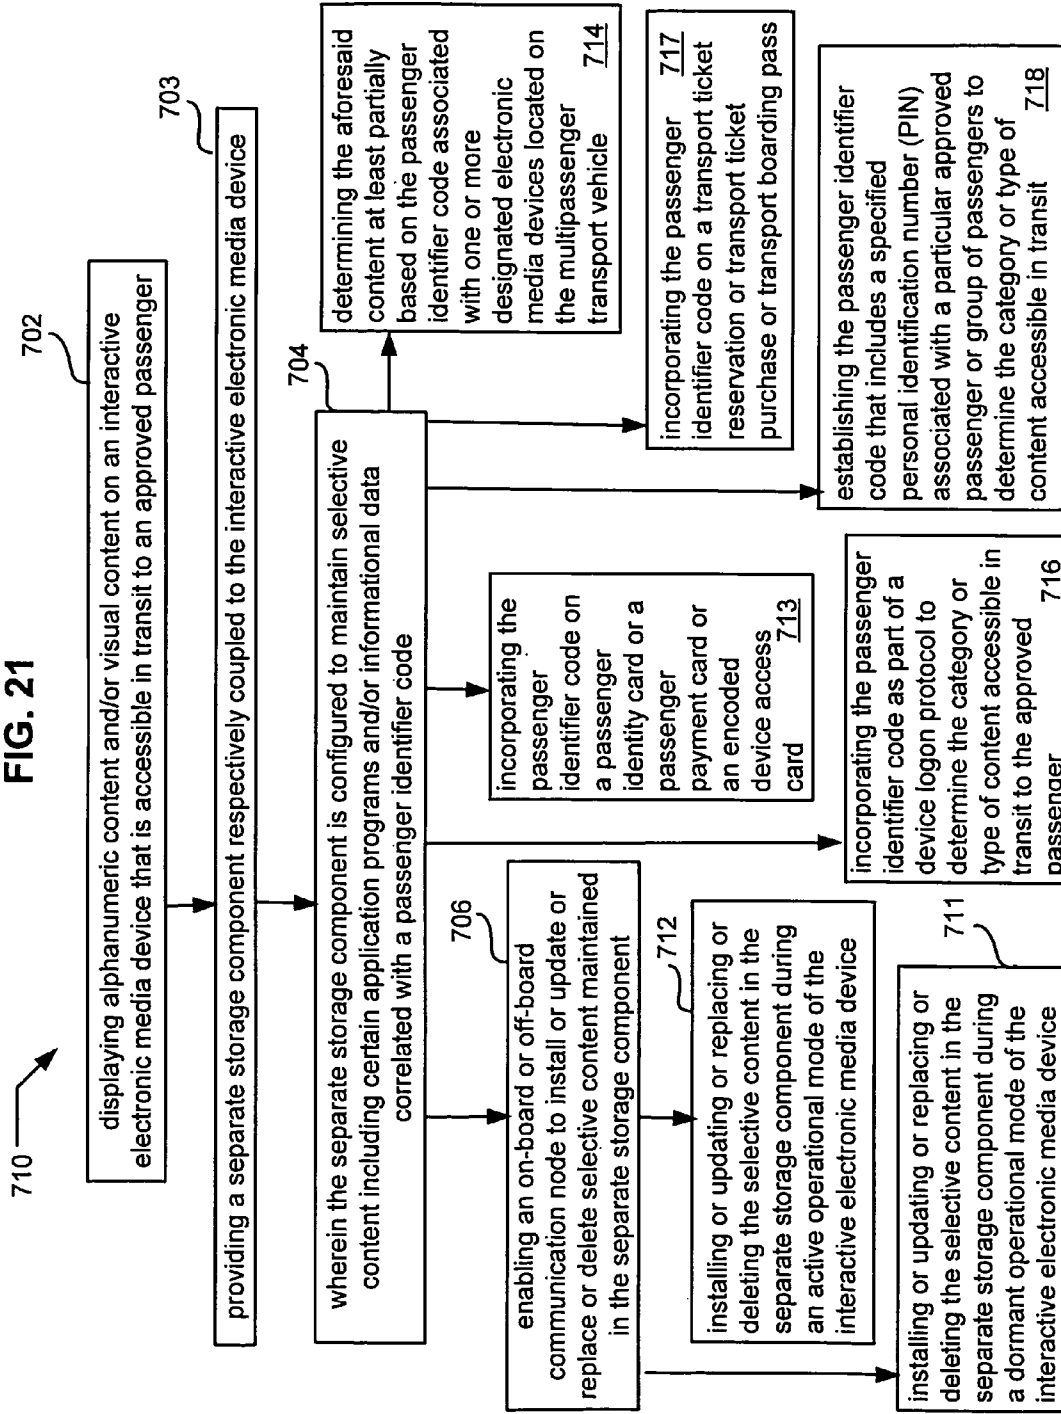 FIG. 21
710
702
displaying alphanumeric content and/or visual content on an interactive
electronic media device that is accessible in transit to an approved passenger
703
providing a separate storage component respectively coupled to the interactive electronic media device
704
wherein the separate storage component is configured to maintain selective
content including certain application programs and/or informational data
correlated with a passenger identifier code
706
enabling an on-board or off-board
communication node to install or update or
replace or delete selective content maintained
in the separate storage component
712
installing or updating or replacing or
deleting the selective content in the
separate storage component during
an active operational mode of the
interactive electronic media device
711
installing or updating or replacing or
deleting the selective content in the
separate storage component during
a dormant operational mode of the
interactive electronic media device
incorporating the
passenger
identifier code on
a passenger
identity card or a
passenger
payment card or
an encoded
device access
card 713
incorporating the passenger
identifier code as part of a
device logon protocol to
determine the category or
type of content accessible in
transit to the approved
passenger 716
determining the aforesaid
content at least partially
based on the passenger
identifier code associated
with one or more
designated electronic
media devices located on
the multipassenger
transport vehicle 714
incorporating the passenger 717
identifier code on a transport ticket
reservation or transport ticket
purchase or transport boarding pass
establishing the passenger identifier
code that includes a specified
personal identification number (PIN)
associated with a particular approved
passenger or group of passengers to
determine the category or type of
content accessible in transit 718